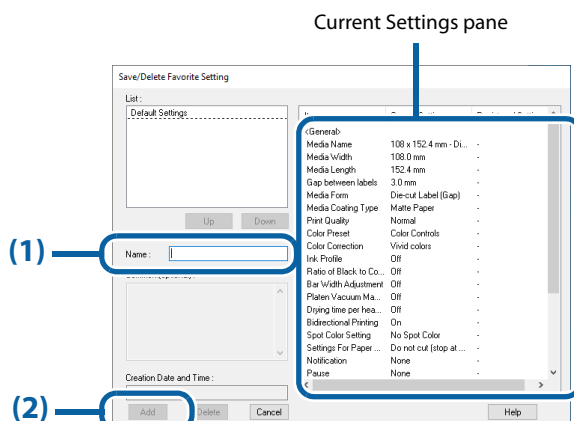 Current Settings pane
Save/Delete Favorite Setting
List :
Default Settings
<General>
Media Name 108 x 152.4 mm - Di... -
Media Width 108.0 mm -
Media Length 152.4 mm -
Gap between labels 3.0 mm -
Media Form Die-cut Label (Gap) -
Media Coating Type Matte Paper -
Print Quality Normal -
Color Preset Color Controls -
Color Correction Vivid colors -
Ink Profile Off -
Ratio of Black to Co... Off -
Bar Width Adjustment Off -
Platen Vacuum Ma... Off -
Drying time per hea... Off -
Bidirectional Printing On -
Spot Color Setting No Spot Color -
Settings For Paper ... Do not cut (stop at ... -
Notification None -
Pause None -
Up Down
(1)
Name :
Creation Date and Time :
(2)
Add Delete Cancel Help